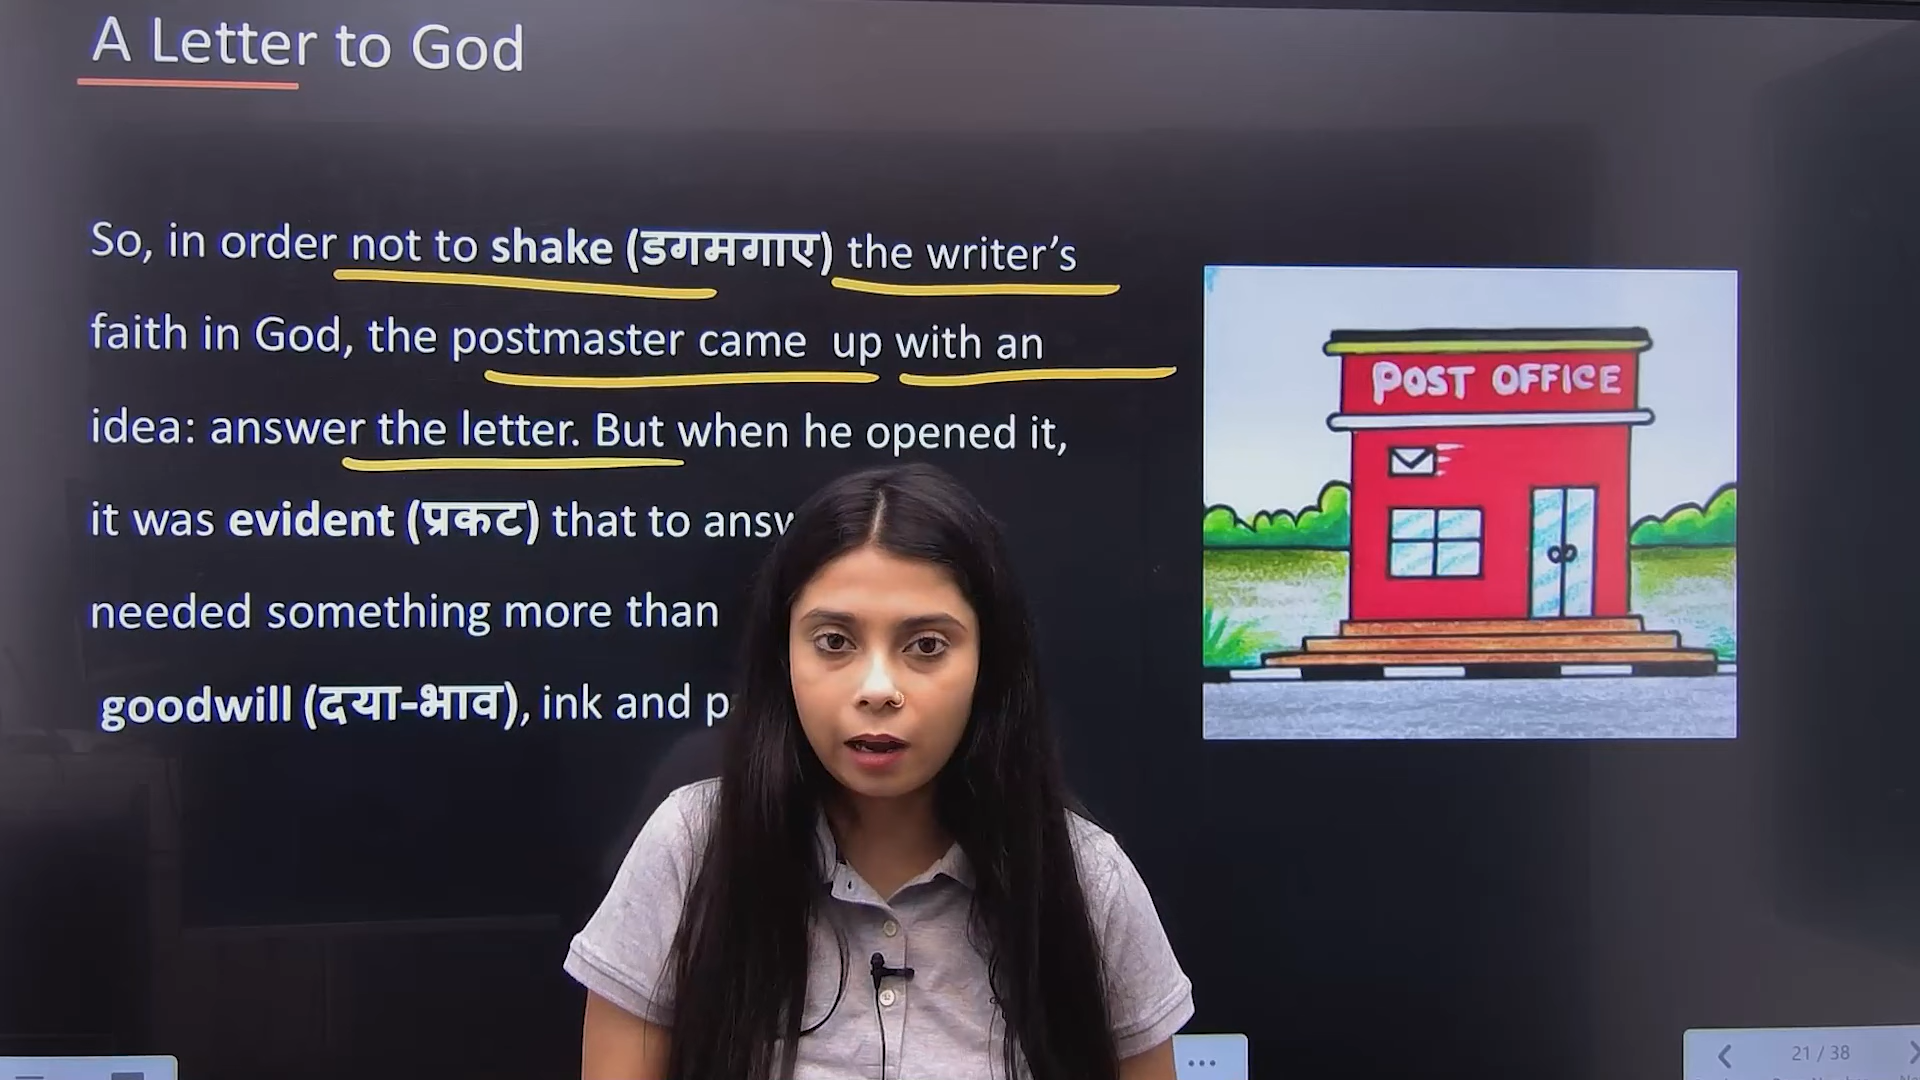 A Letter to God
So, in order not to shake (डगमगाए) the writer’s
faith in God, the postmaster came up with an
idea: answer the letter. But when he opened it,
it was evident (प्रकट) that to
needed something more than
goodwill (दया-भाव), ink and
POST OFFICE
21 / 38